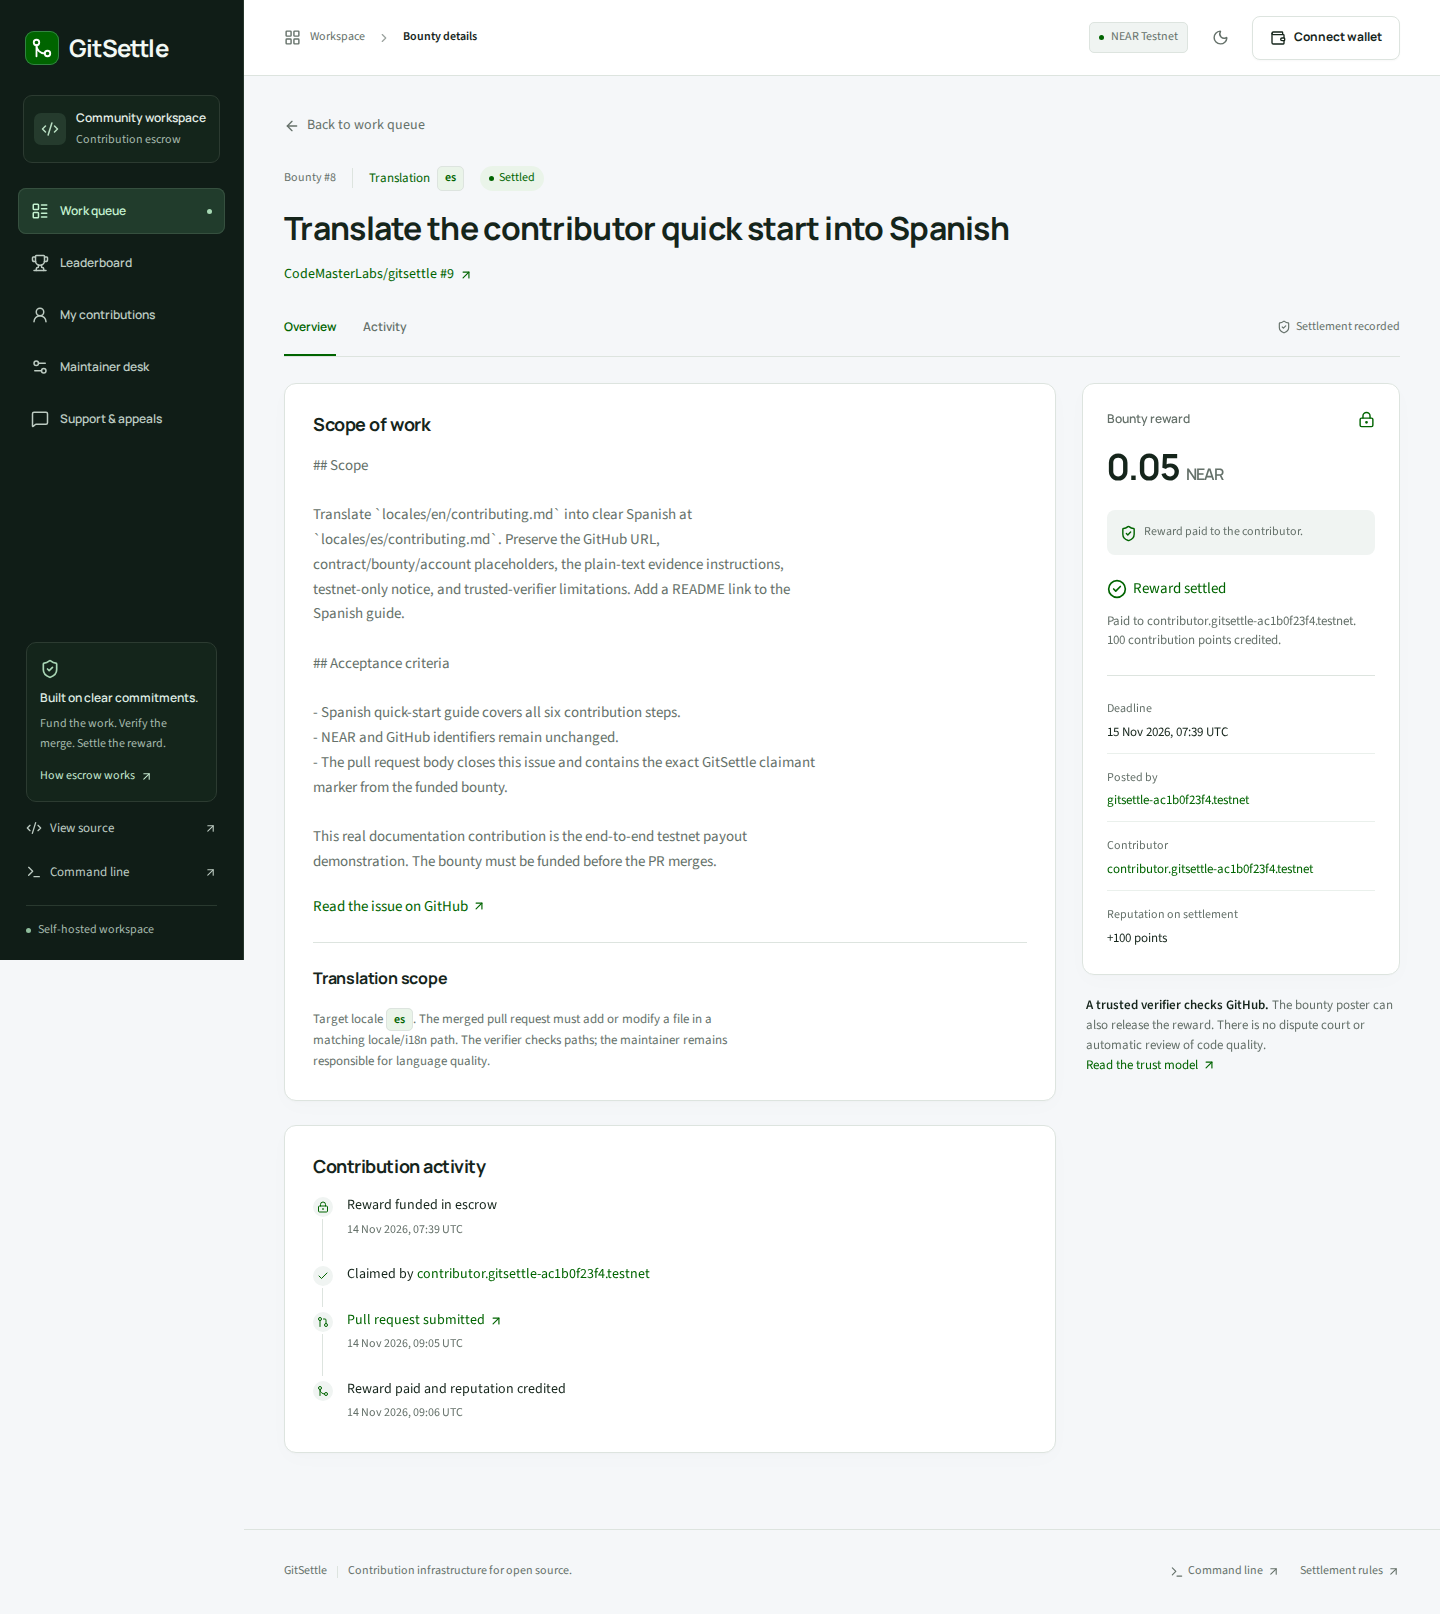 GitSettle
Community workspace
Contribution escrow
Work queue
Leaderboard
My contributions
Maintainer desk
Support & appeals
Built on clear commitments.
Fund the work. Verify the
merge. Settle the reward.
How escrow works
View source
Command line
Self-hosted workspace
Workspace
Bounty details
NEAR Testnet
Connect wallet
Back to work queue
Bounty #8
Translation es
Settled
Translate the contributor quick start into Spanish
CodeMasterLabs/gitsettle #9
Overview
Activity
Settlement recorded
Scope of work
## Scope
Translate `locales/en/contributing.md` into clear Spanish at
`locales/es/contributing.md`. Preserve the GitHub URL,
contract/bounty/account placeholders, the plain-text evidence instructions,
testnet-only notice, and trusted-verifier limitations. Add a README link to the
Spanish guide.
## Acceptance criteria
- Spanish quick-start guide covers all six contribution steps.
- NEAR and GitHub identifiers remain unchanged.
- The pull request body closes this issue and contains the exact GitSettle claimant
marker from the funded bounty.
This real documentation contribution is the end-to-end testnet payout
demonstration. The bounty must be funded before the PR merges.
Read the issue on GitHub
Translation scope
Target locale es . The merged pull request must add or modify a file in a
matching locale/i18n path. The verifier checks paths; the maintainer remains
responsible for language quality.
Contribution activity
Reward funded in escrow
14 Nov 2026, 07:39 UTC
Claimed by contributor.gitsettle-ac1b0f23f4.testnet
Pull request submitted
14 Nov 2026, 09:05 UTC
Reward paid and reputation credited
14 Nov 2026, 09:06 UTC
Bounty reward
0.05 NEAR
Reward paid to the contributor.
Reward settled
Paid to contributor.gitsettle-ac1b0f23f4.testnet.
100 contribution points credited.
Deadline
15 Nov 2026, 07:39 UTC
Posted by
gitsettle-ac1b0f23f4.testnet
Contributor
contributor.gitsettle-ac1b0f23f4.testnet
Reputation on settlement
+100 points
A trusted verifier checks GitHub. The bounty poster can
also release the reward. There is no dispute court or
automatic review of code quality.
Read the trust model
GitSettle
Contribution infrastructure for open source.
Command line
Settlement rules